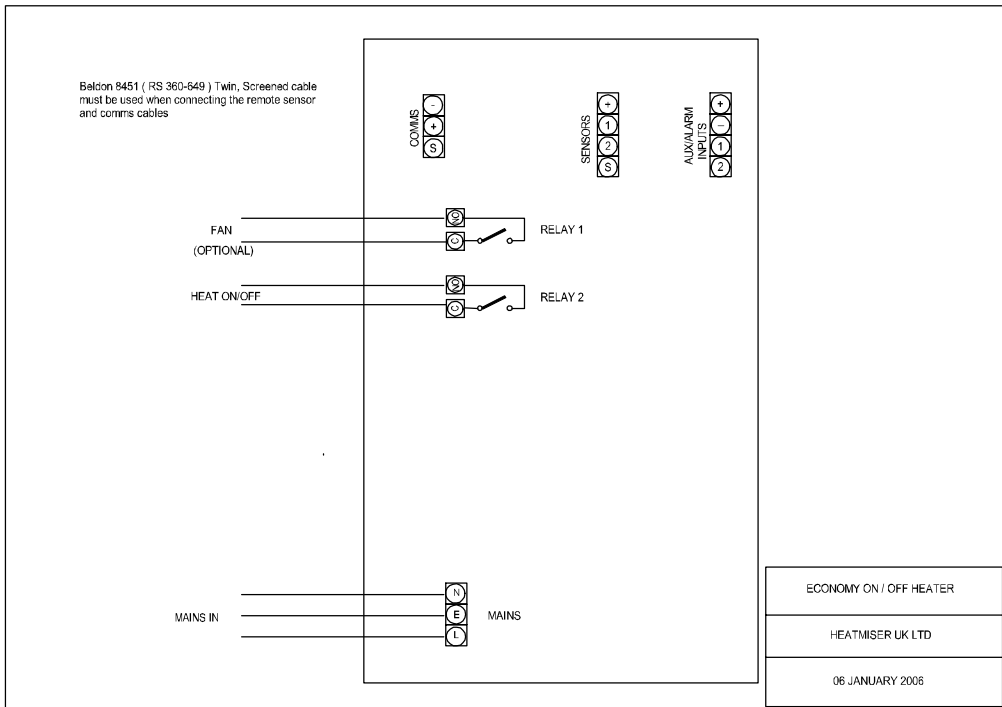 Beldon 8451 ( RS 360-649 ) Twin, Screened cable
must be used when connecting the remote sensor
and comms cables
COMMS
-
+
S
SENSORS
+
1
2
S
AUX/ALARM
INPUTS
+
–
1
2
FAN
(OPTIONAL)
NO
C
RELAY 1
HEAT ON/OFF
NO
C
RELAY 2
MAINS IN
N
E
L
MAINS
ECONOMY ON / OFF HEATER
HEATMISER UK LTD
06 JANUARY 2006